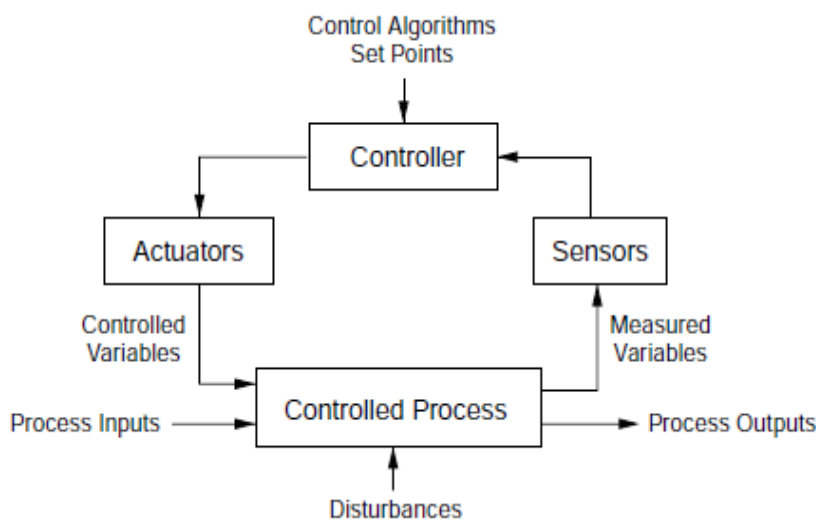 Control Algorithms
Set Points
Controller
Actuators
Sensors
Controlled
Variables
Measured
Variables
Controlled Process
Process Inputs
Process Outputs
Disturbances